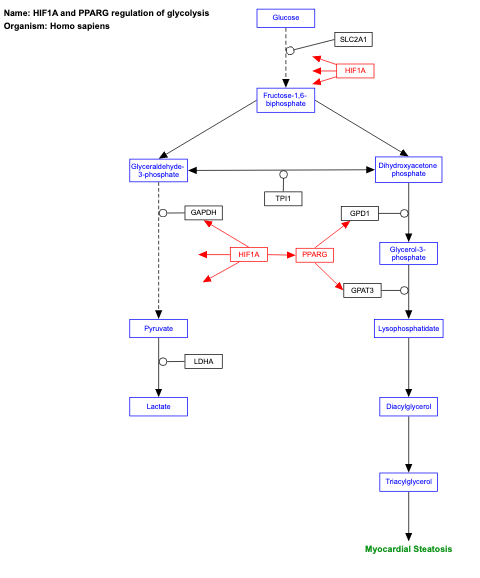 Name: HIF1A and PPARG regulation of glycolysis
Organism: Homo sapiens
Glucose
SLC2A1
HIF1A
Fructose-1,6-
biphosphate
Glyceraldehyde-
3-phosphate
Dihydroxyacetone
phosphate
TPI1
GAPDH
GPD1
HIF1A
PPARG
Glycerol-3-
phosphate
GPAT3
Pyruvate
Lysophosphatidate
LDHA
Lactate
Diacylglycerol
Triacylglycerol
Myocardial Steatosis